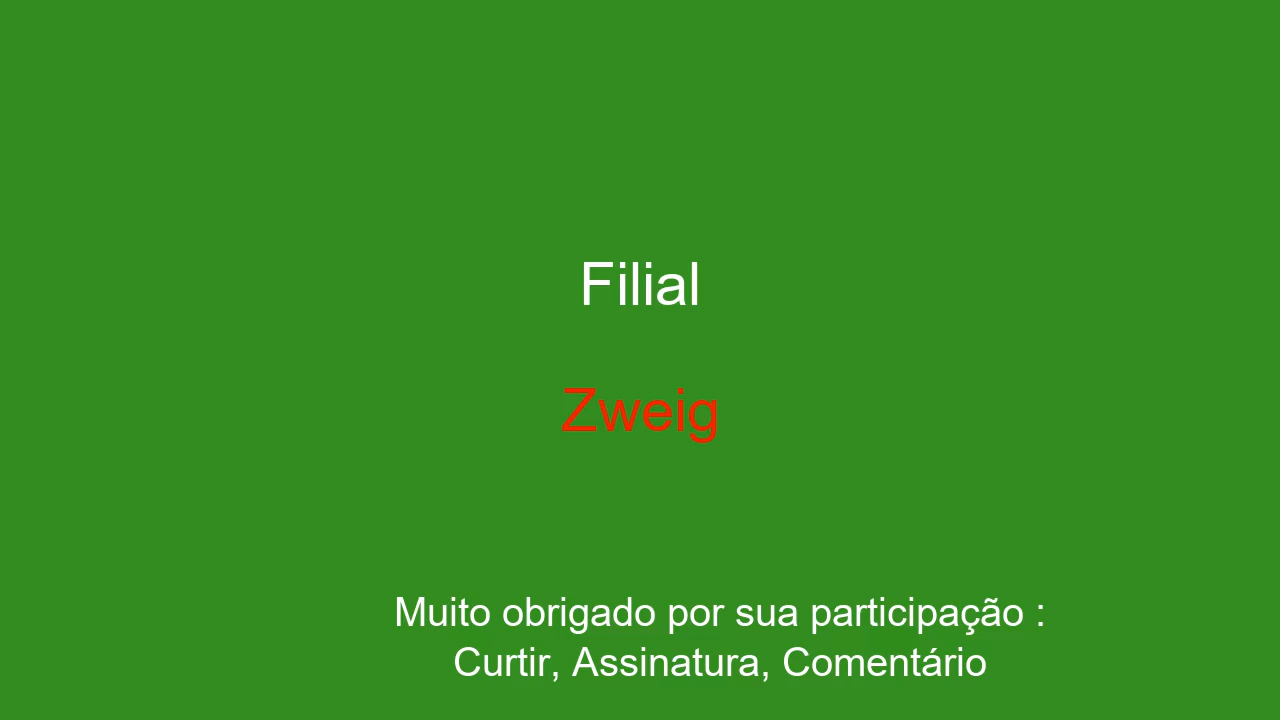 Filial
Zweig
Muito obrigado por sua participação :
Curtir, Assinatura, Comentário